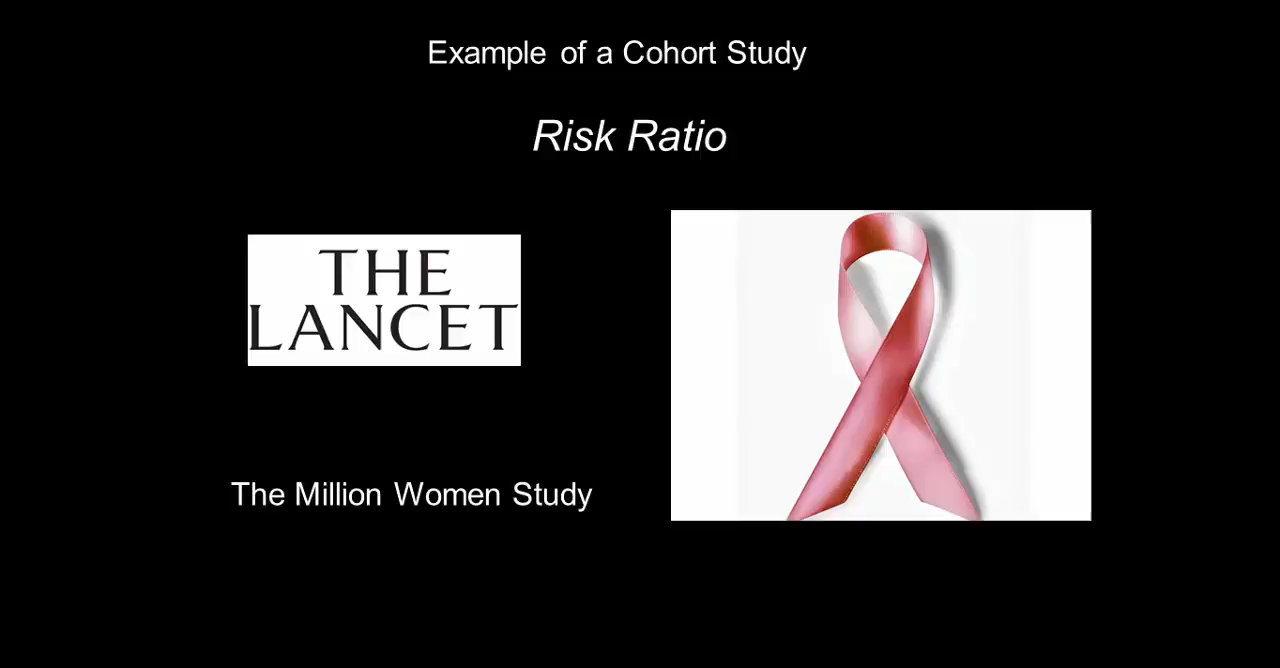 Example of a Cohort Study
Risk Ratio
THE
LANCET
The Million Women Study